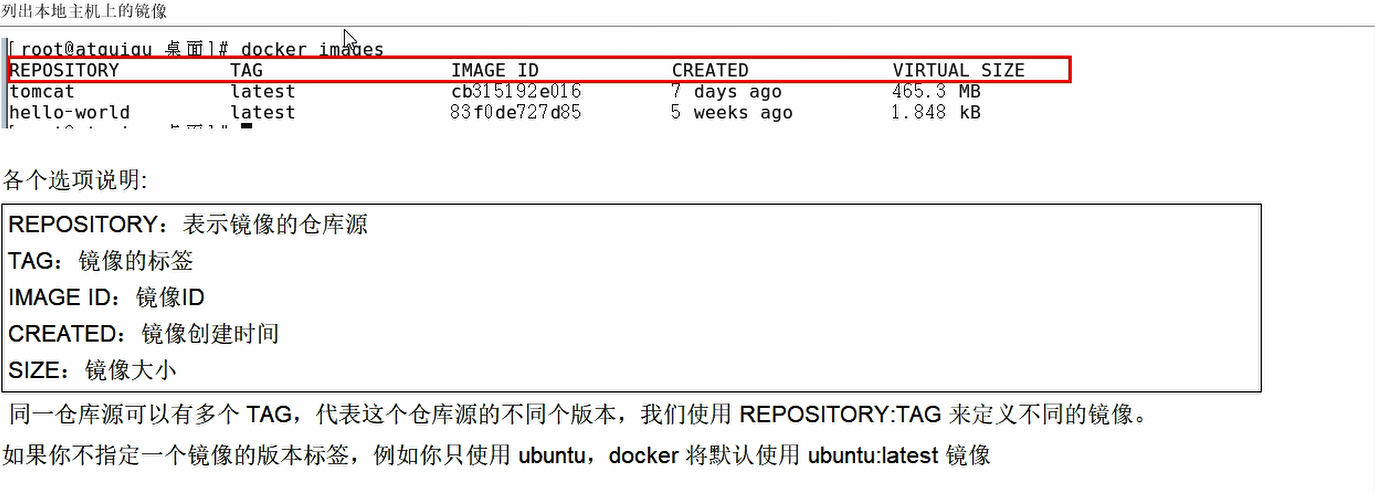 列出本地主机上的镜像
[root@atguigu 桌面]# docker images
REPOSITORY TAG IMAGE ID CREATED VIRTUAL SIZE
tomcat latest cb315192e016 7 days ago 465.3 MB
hello-world latest 83f0de727d85 5 weeks ago 1.848 kB
各个选项说明:
REPOSITORY：表示镜像的仓库源
TAG：镜像的标签
IMAGE ID：镜像ID
CREATED：镜像创建时间
SIZE：镜像大小
同一仓库源可以有多个 TAG，代表这个仓库源的不同个版本，我们使用 REPOSITORY:TAG 来定义不同的镜像。
如果你不指定一个镜像的版本标签，例如你只使用 ubuntu，docker 将默认使用 ubuntu:latest 镜像